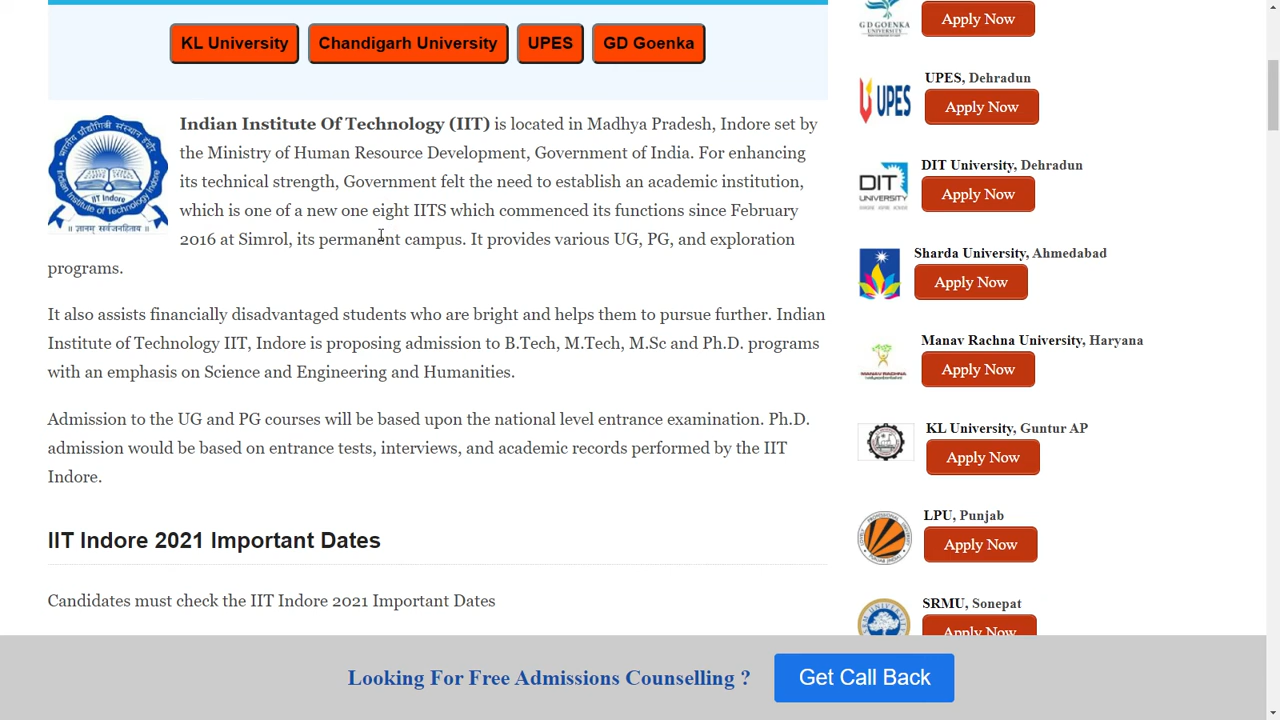 KL University
Chandigarh University
UPES
GD Goenka
Indian Institute Of Technology (IIT) is located in Madhya Pradesh, Indore set by
the Ministry of Human Resource Development, Government of India. For enhancing
its technical strength, Government felt the need to establish an academic institution,
which is one of a new one eight IITS which commenced its functions since February
2016 at Simrol, its permanent campus. It provides various UG, PG, and exploration
programs.
It also assists financially disadvantaged students who are bright and helps them to pursue further. Indian
Institute of Technology IIT, Indore is proposing admission to B.Tech, M.Tech, M.Sc and Ph.D. programs
with an emphasis on Science and Engineering and Humanities.
Admission to the UG and PG courses will be based upon the national level entrance examination. Ph.D.
admission would be based on entrance tests, interviews, and academic records performed by the IIT
Indore.
IIT Indore 2021 Important Dates
Candidates must check the IIT Indore 2021 Important Dates
IIT Indore
G D GOENKA
UNIVERSITY
Apply Now
UPES
UPES, Dehradun
Apply Now
DIT
UNIVERSITY
DIT University, Dehradun
Apply Now
Sharda University, Ahmedabad
Apply Now
MANAV RACHNA
Manav Rachna University, Haryana
Apply Now
KL University, Guntur AP
Apply Now
LPU, Punjab
Apply Now
SRMU, Sonepat
Apply Now
Looking For Free Admissions Counselling ?
Get Call Back